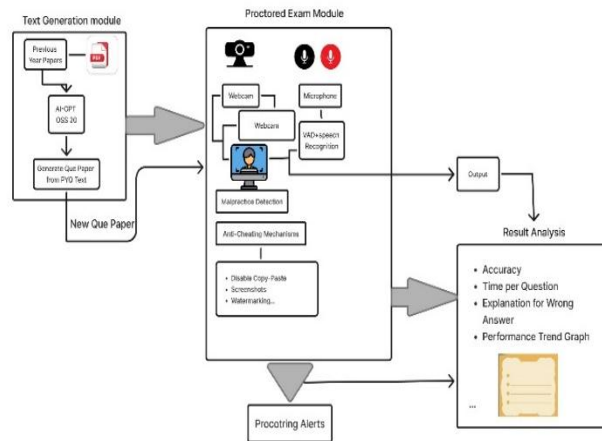 Text Generation module
Previous
Year Papers
PDF
AI-OPT
OSS 20
Generate Que Paper
from PYQ Text
New Que Paper
Proctored Exam Module
Webcam
Microphone
Webcam
VAD+speech
Recognition
Malpractice Detection
Anti-Cheating Mechanisms
• Disable Copy-Paste
• Screenshots
• Watermarking...
Procotring Alerts
Output
Result Analysis
• Accuracy
• Time per Question
• Explanation for Wrong
Answer
• Performance Trend Graph
...